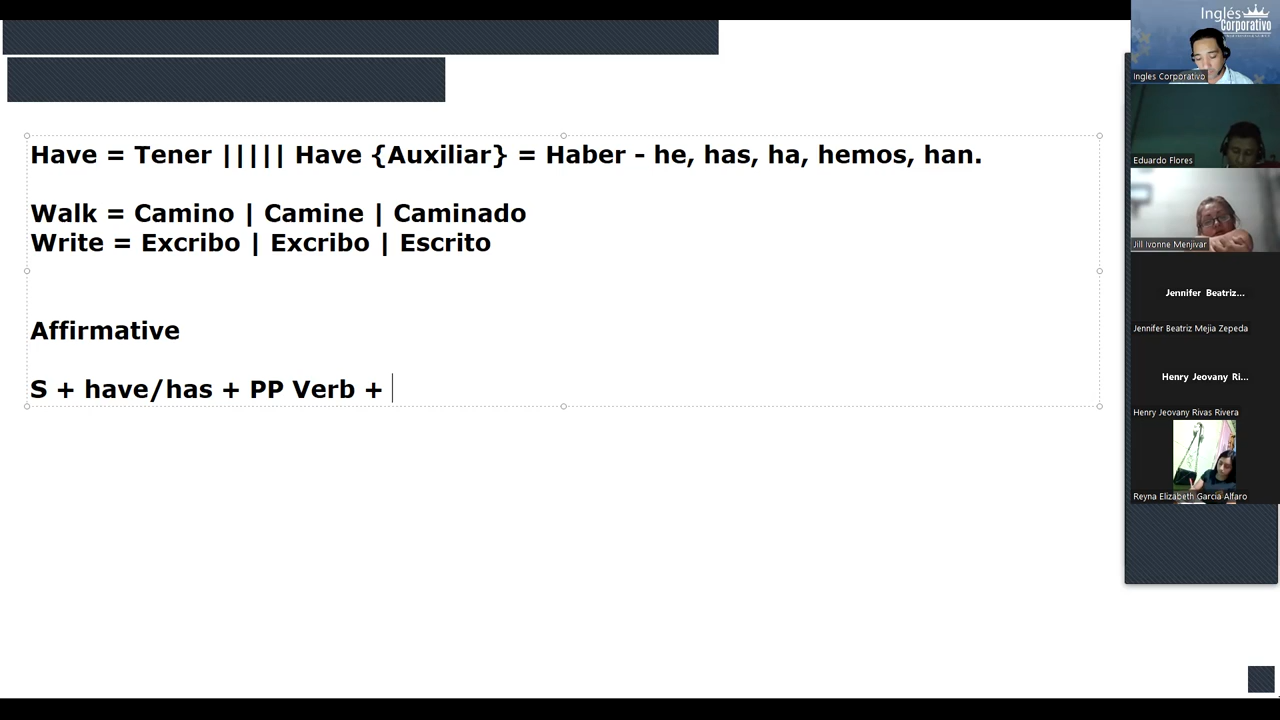 Have = Tener ||||| Have {Auxiliar} = Haber - he, has, ha, hemos, han.
Walk = Camino | Camine | Caminado
Write = Excribo | Excribo | Escrito
Affirmative
S + have/has + PP Verb +
Inglés
Corporativo
Ingles Corporativo
Eduardo Flores
Jill Ivonne Menjivar
Jennifer Beatriz...
Jennifer Beatriz Mejia Zepeda
Henry Jeovany Ri...
Henry Jeovany Rivas Rivera
Reyna Elizabeth Garcia Alfaro